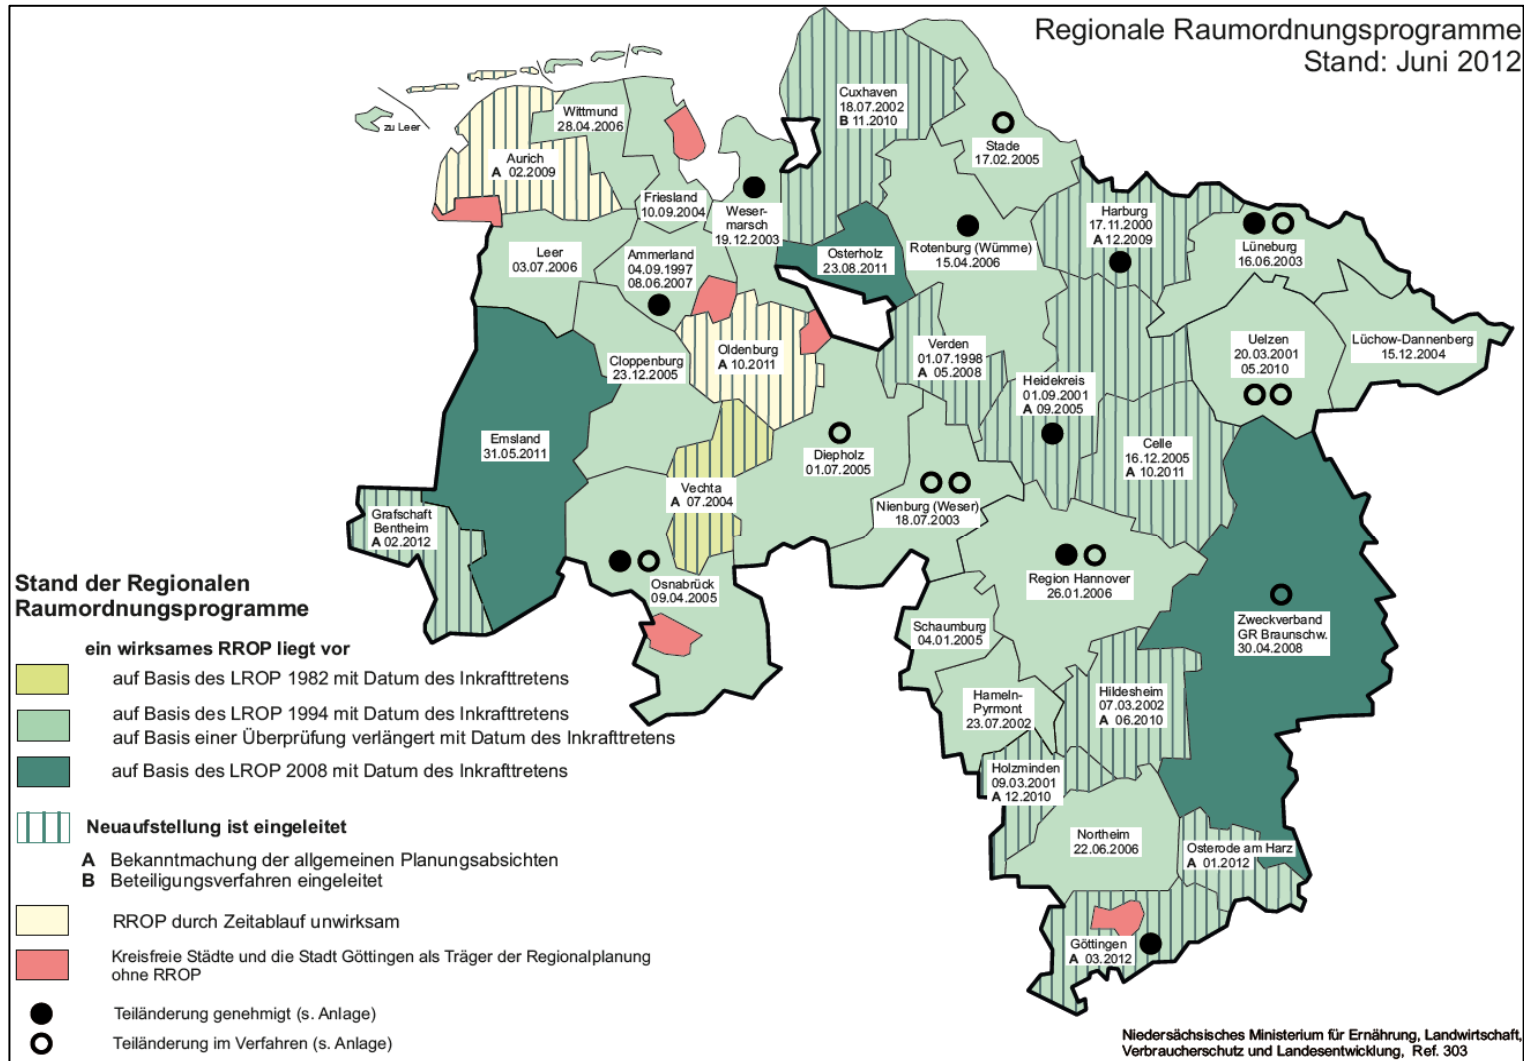 Regionale Raumordnungsprogramme
Stand: Juni 2012
Cuxhaven
18.07.2002
B 11.2010
Wittmund
28.04.2006
zu Leer
Stade
17.02.2005
Aurich
A 02.2009
Friesland
10.09.2004
Weser-
marsch
19.12.2003
Harburg
17.11.2000
A 12.2009
Lüneburg
16.06.2003
Leer
03.07.2006
Ammerland
04.09.1997
08.06.2007
Osterholz
23.08.2011
Rotenburg (Wümme)
15.04.2006
Oldenburg
A 10.2011
Verden
01.07.1998
A 05.2008
Uelzen
20.03.2001
05.2010
Lüchow-Dannenberg
15.12.2004
Cloppenburg
23.12.2005
Heidekreis
01.09.2001
A 09.2005
Emsland
31.05.2011
Diepholz
01.07.2005
Celle
16.12.2005
A 10.2011
Vechta
A 07.2004
Nienburg (Weser)
18.07.2003
Grafschaft
Bentheim
A 02.2012
Osnabrück
09.04.2005
Region Hannover
26.01.2006
Schaumburg
04.01.2005
Zweckverband
GR Braunschw.
30.04.2008
Hameln-
Pyrmont
23.07.2002
Hildesheim
07.03.2002
A 06.2010
Holzminden
09.03.2001
A 12.2010
Northeim
22.06.2006
Osterode am Harz
A 01.2012
Göttingen
A 03.2012
Stand der Regionalen
Raumordnungsprogramme
ein wirksames RROP liegt vor
auf Basis des LROP 1982 mit Datum des Inkrafttretens
auf Basis des LROP 1994 mit Datum des Inkrafttretens
auf Basis einer Überprüfung verlängert mit Datum des Inkrafttretens
auf Basis des LROP 2008 mit Datum des Inkrafttretens
Neuaufstellung ist eingeleitet
A Bekanntmachung der allgemeinen Planungsabsichten
B Beteiligungsverfahren eingeleitet
RROP durch Zeitablauf unwirksam
Kreisfreie Städte und die Stadt Göttingen als Träger der Regionalplanung
ohne RROP
Teiländerung genehmigt (s. Anlage)
Teiländerung im Verfahren (s. Anlage)
Niedersächsisches Ministerium für Ernährung, Landwirtschaft,
Verbraucherschutz und Landesentwicklung, Ref. 303